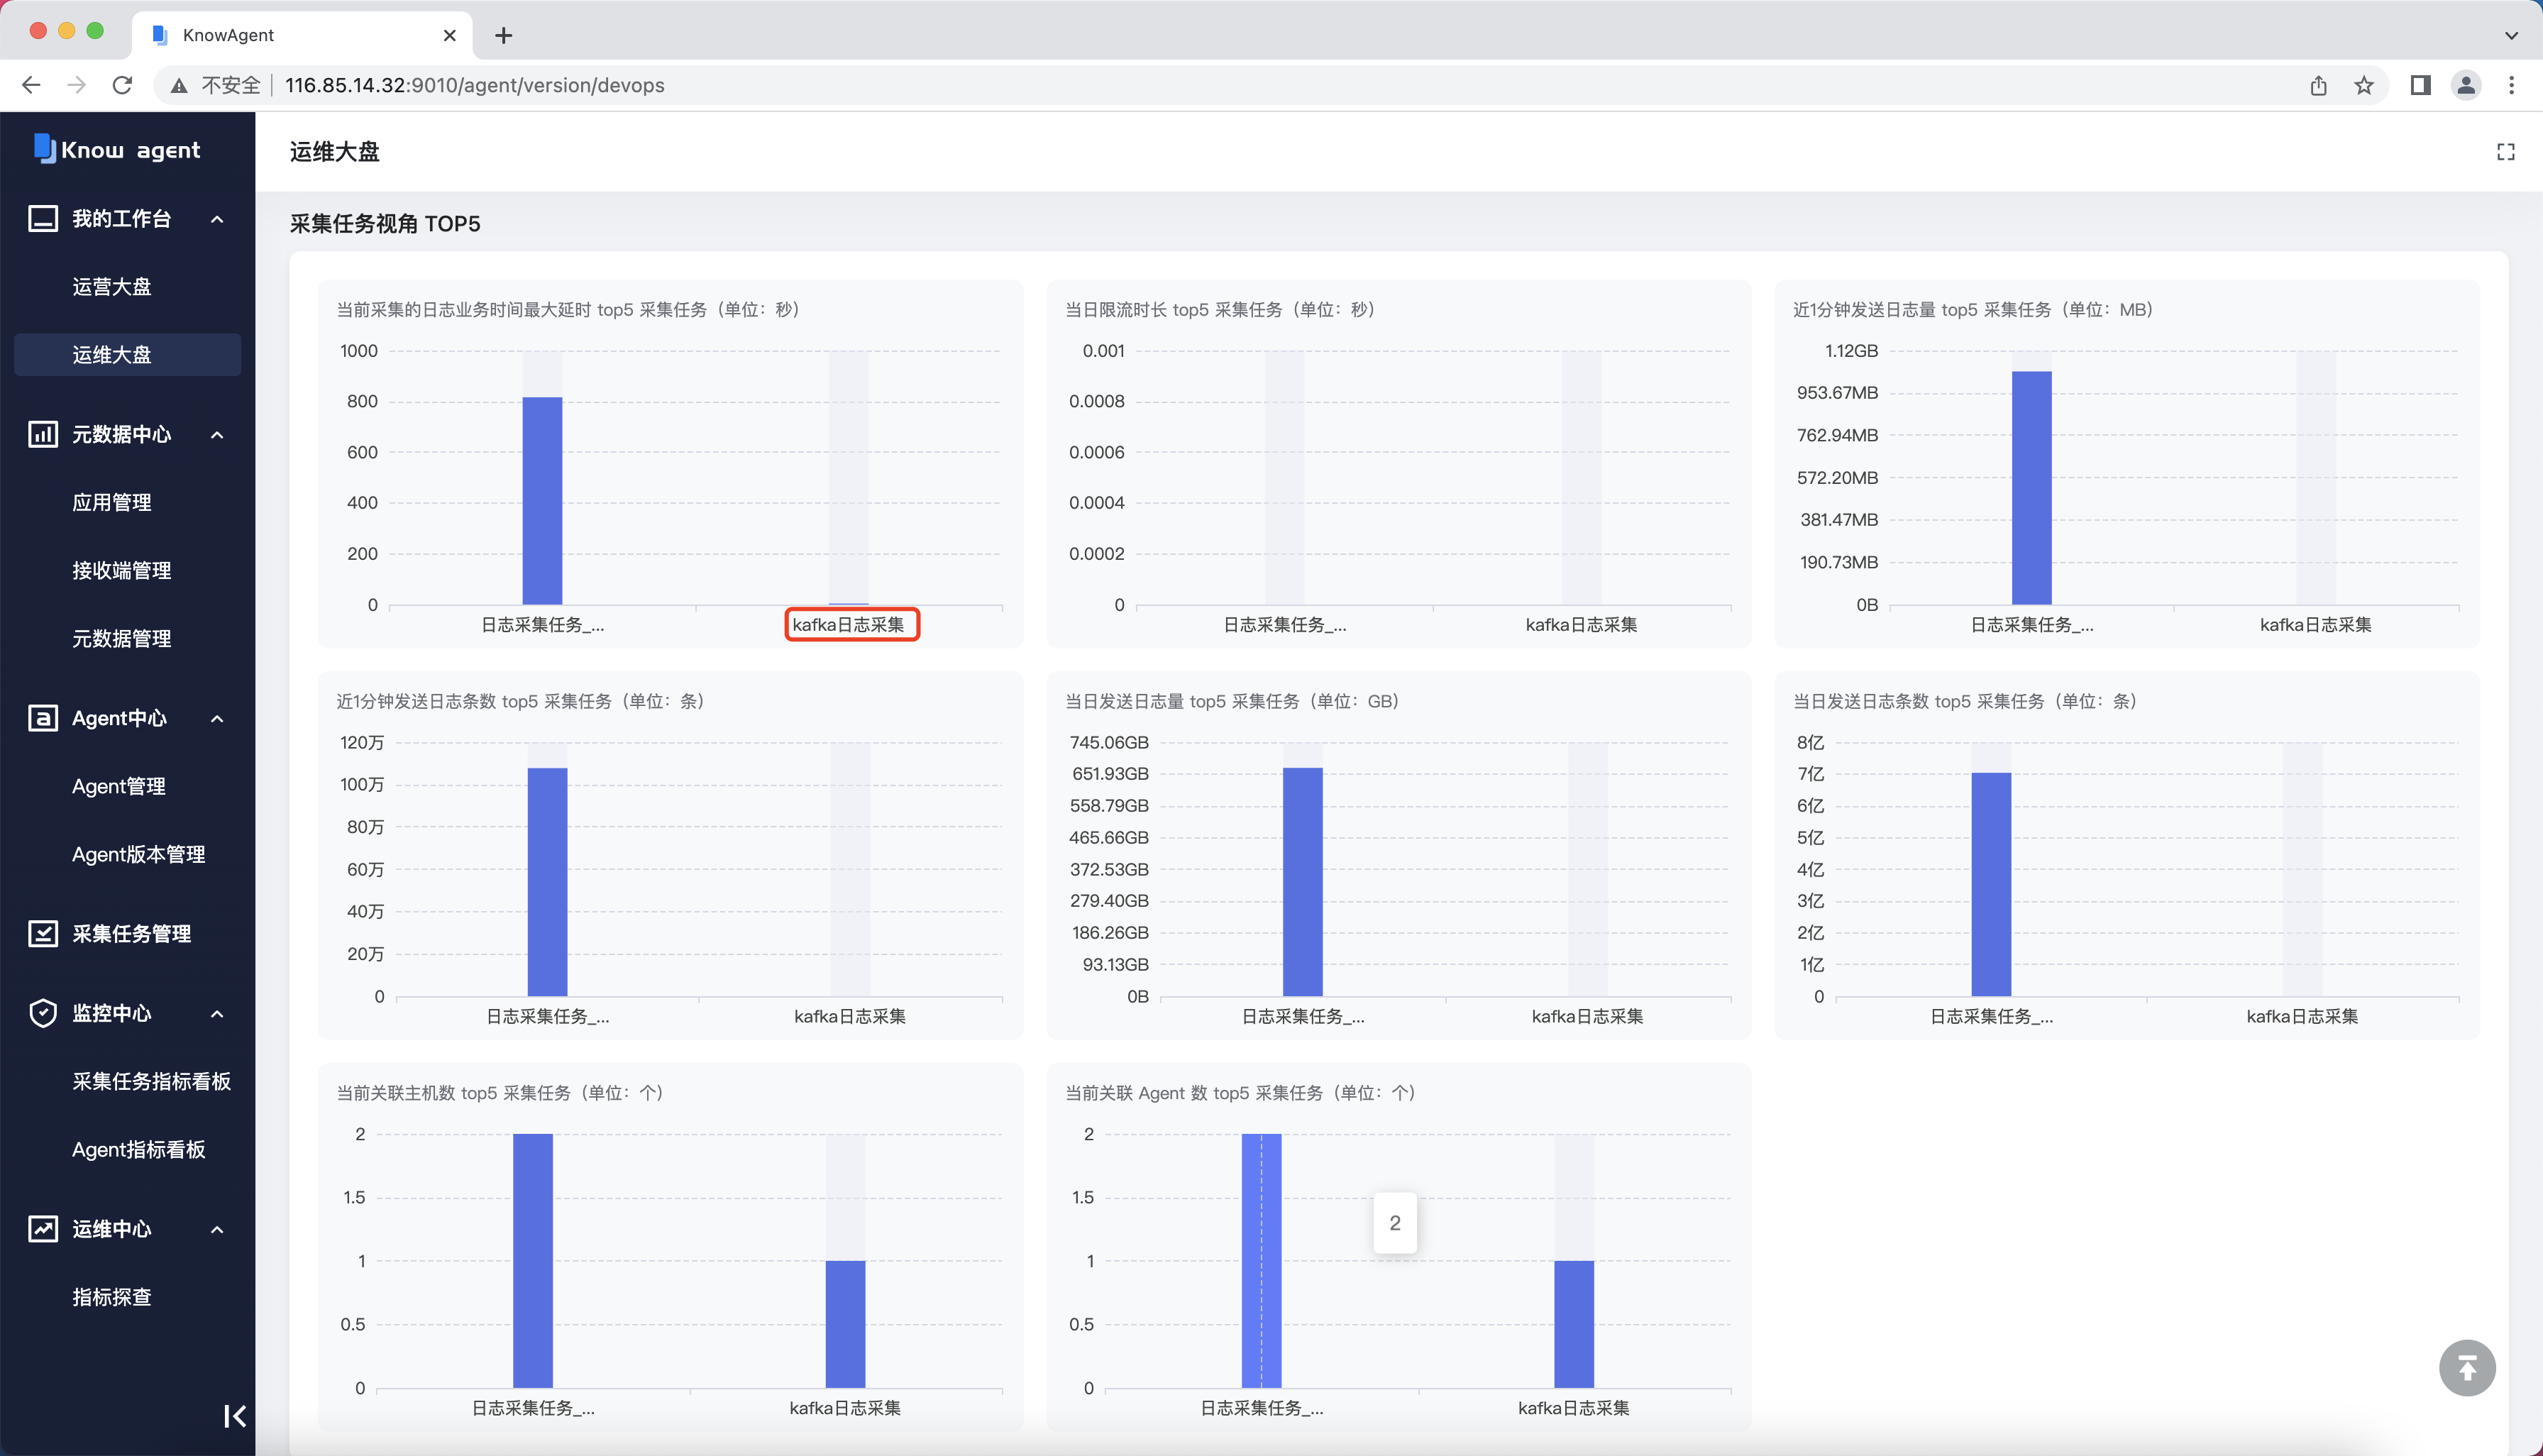 KnowAgent
不安全 116.85.14.32:9010/agent/version/devops
Know agent
我的工作台
运营大盘
运维大盘
元数据中心
应用管理
接收端管理
元数据管理
Agent中心
Agent管理
Agent版本管理
采集任务管理
监控中心
采集任务指标看板
Agent指标看板
运维中心
指标探查
运维大盘
采集任务视角 TOP5
当前采集的日志业务时间最大延时 top5 采集任务（单位：秒）
1000
800
600
400
200
0
日志采集任务_...
kafka日志采集
当日限流时长 top5 采集任务（单位：秒）
0.001
0.0008
0.0006
0.0004
0.0002
0
日志采集任务_...
kafka日志采集
近1分钟发送日志量 top5 采集任务（单位：MB）
1.12GB
953.67MB
762.94MB
572.20MB
381.47MB
190.73MB
0B
日志采集任务_...
kafka日志采集
近1分钟发送日志条数 top5 采集任务（单位：条）
120万
100万
80万
60万
40万
20万
0
日志采集任务_...
kafka日志采集
当日发送日志量 top5 采集任务（单位：GB）
745.06GB
651.93GB
558.79GB
465.66GB
372.53GB
279.40GB
186.26GB
93.13GB
0B
日志采集任务_...
kafka日志采集
当日发送日志条数 top5 采集任务（单位：条）
8亿
7亿
6亿
5亿
4亿
3亿
2亿
1亿
0
日志采集任务_...
kafka日志采集
当前关联主机数 top5 采集任务（单位：个）
2
1.5
1
0.5
0
日志采集任务_...
kafka日志采集
当前关联 Agent 数 top5 采集任务（单位：个）
2
1.5
1
0.5
0
2
日志采集任务_...
kafka日志采集